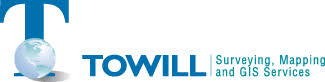 T
TOWILL
Surveying, Mapping
and GIS Services